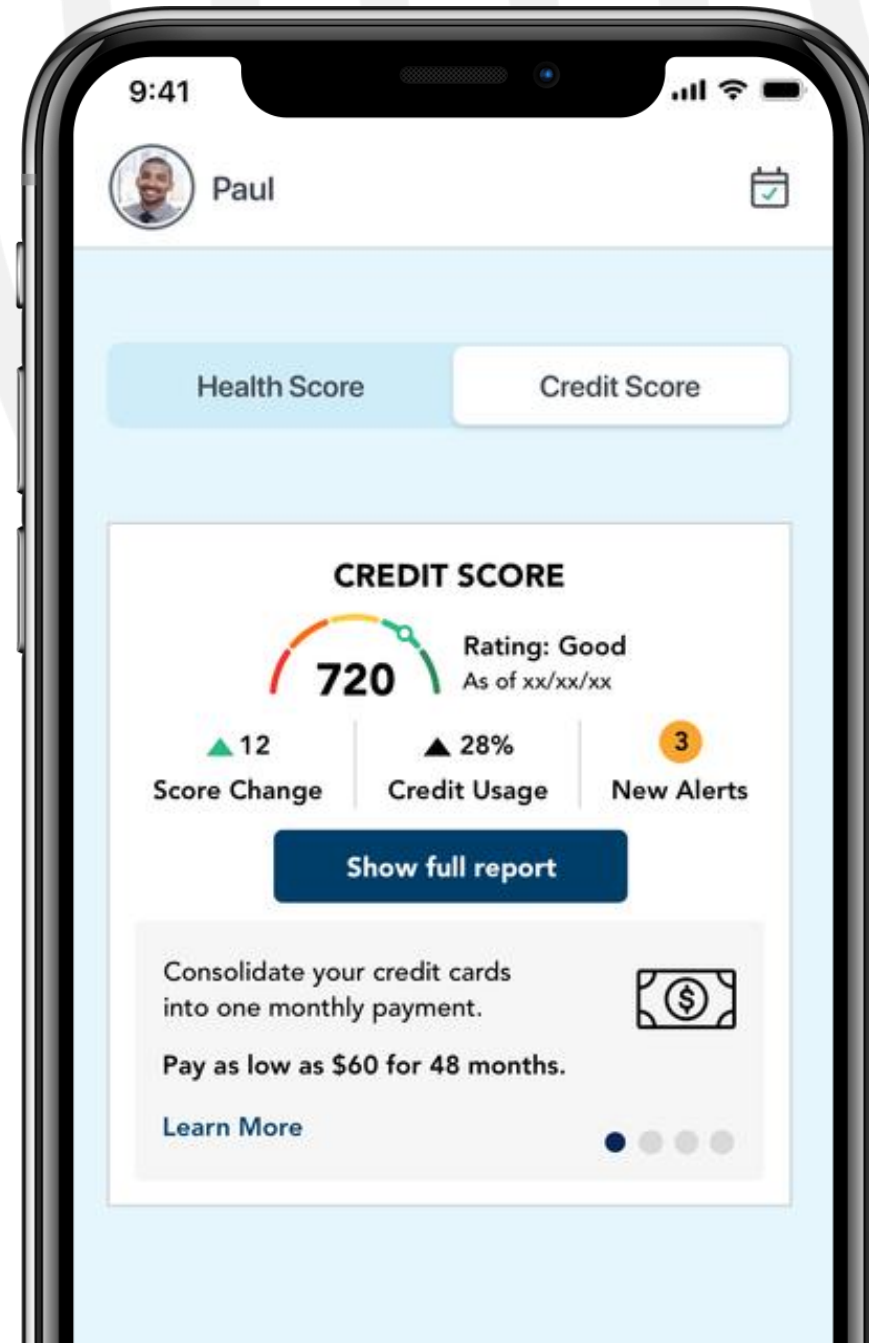 9:41
Paul
Health Score Credit Score
CREDIT SCORE
720
Rating: Good
As of xx/xx/xx
12 28% 3
Score Change Credit Usage New Alerts
Show full report
Consolidate your credit cards
into one monthly payment.
Pay as low as $60 for 48 months.
Learn More